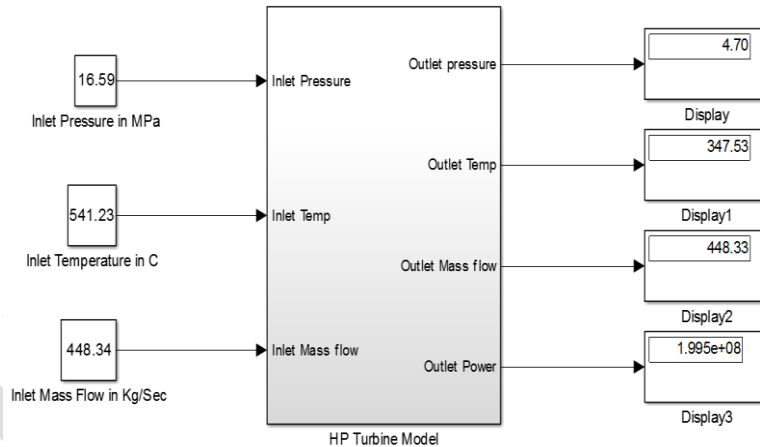 16.59
Inlet Pressure in MPa
541.23
Inlet Temperature in C
448.34
Inlet Mass Flow in Kg/Sec
Inlet Pressure
Inlet Temp
Inlet Mass flow
Outlet pressure
Outlet Temp
Outlet Mass flow
Outlet Power
HP Turbine Model
4.70
Display
347.53
Display1
448.33
Display2
1.995e+08
Display3